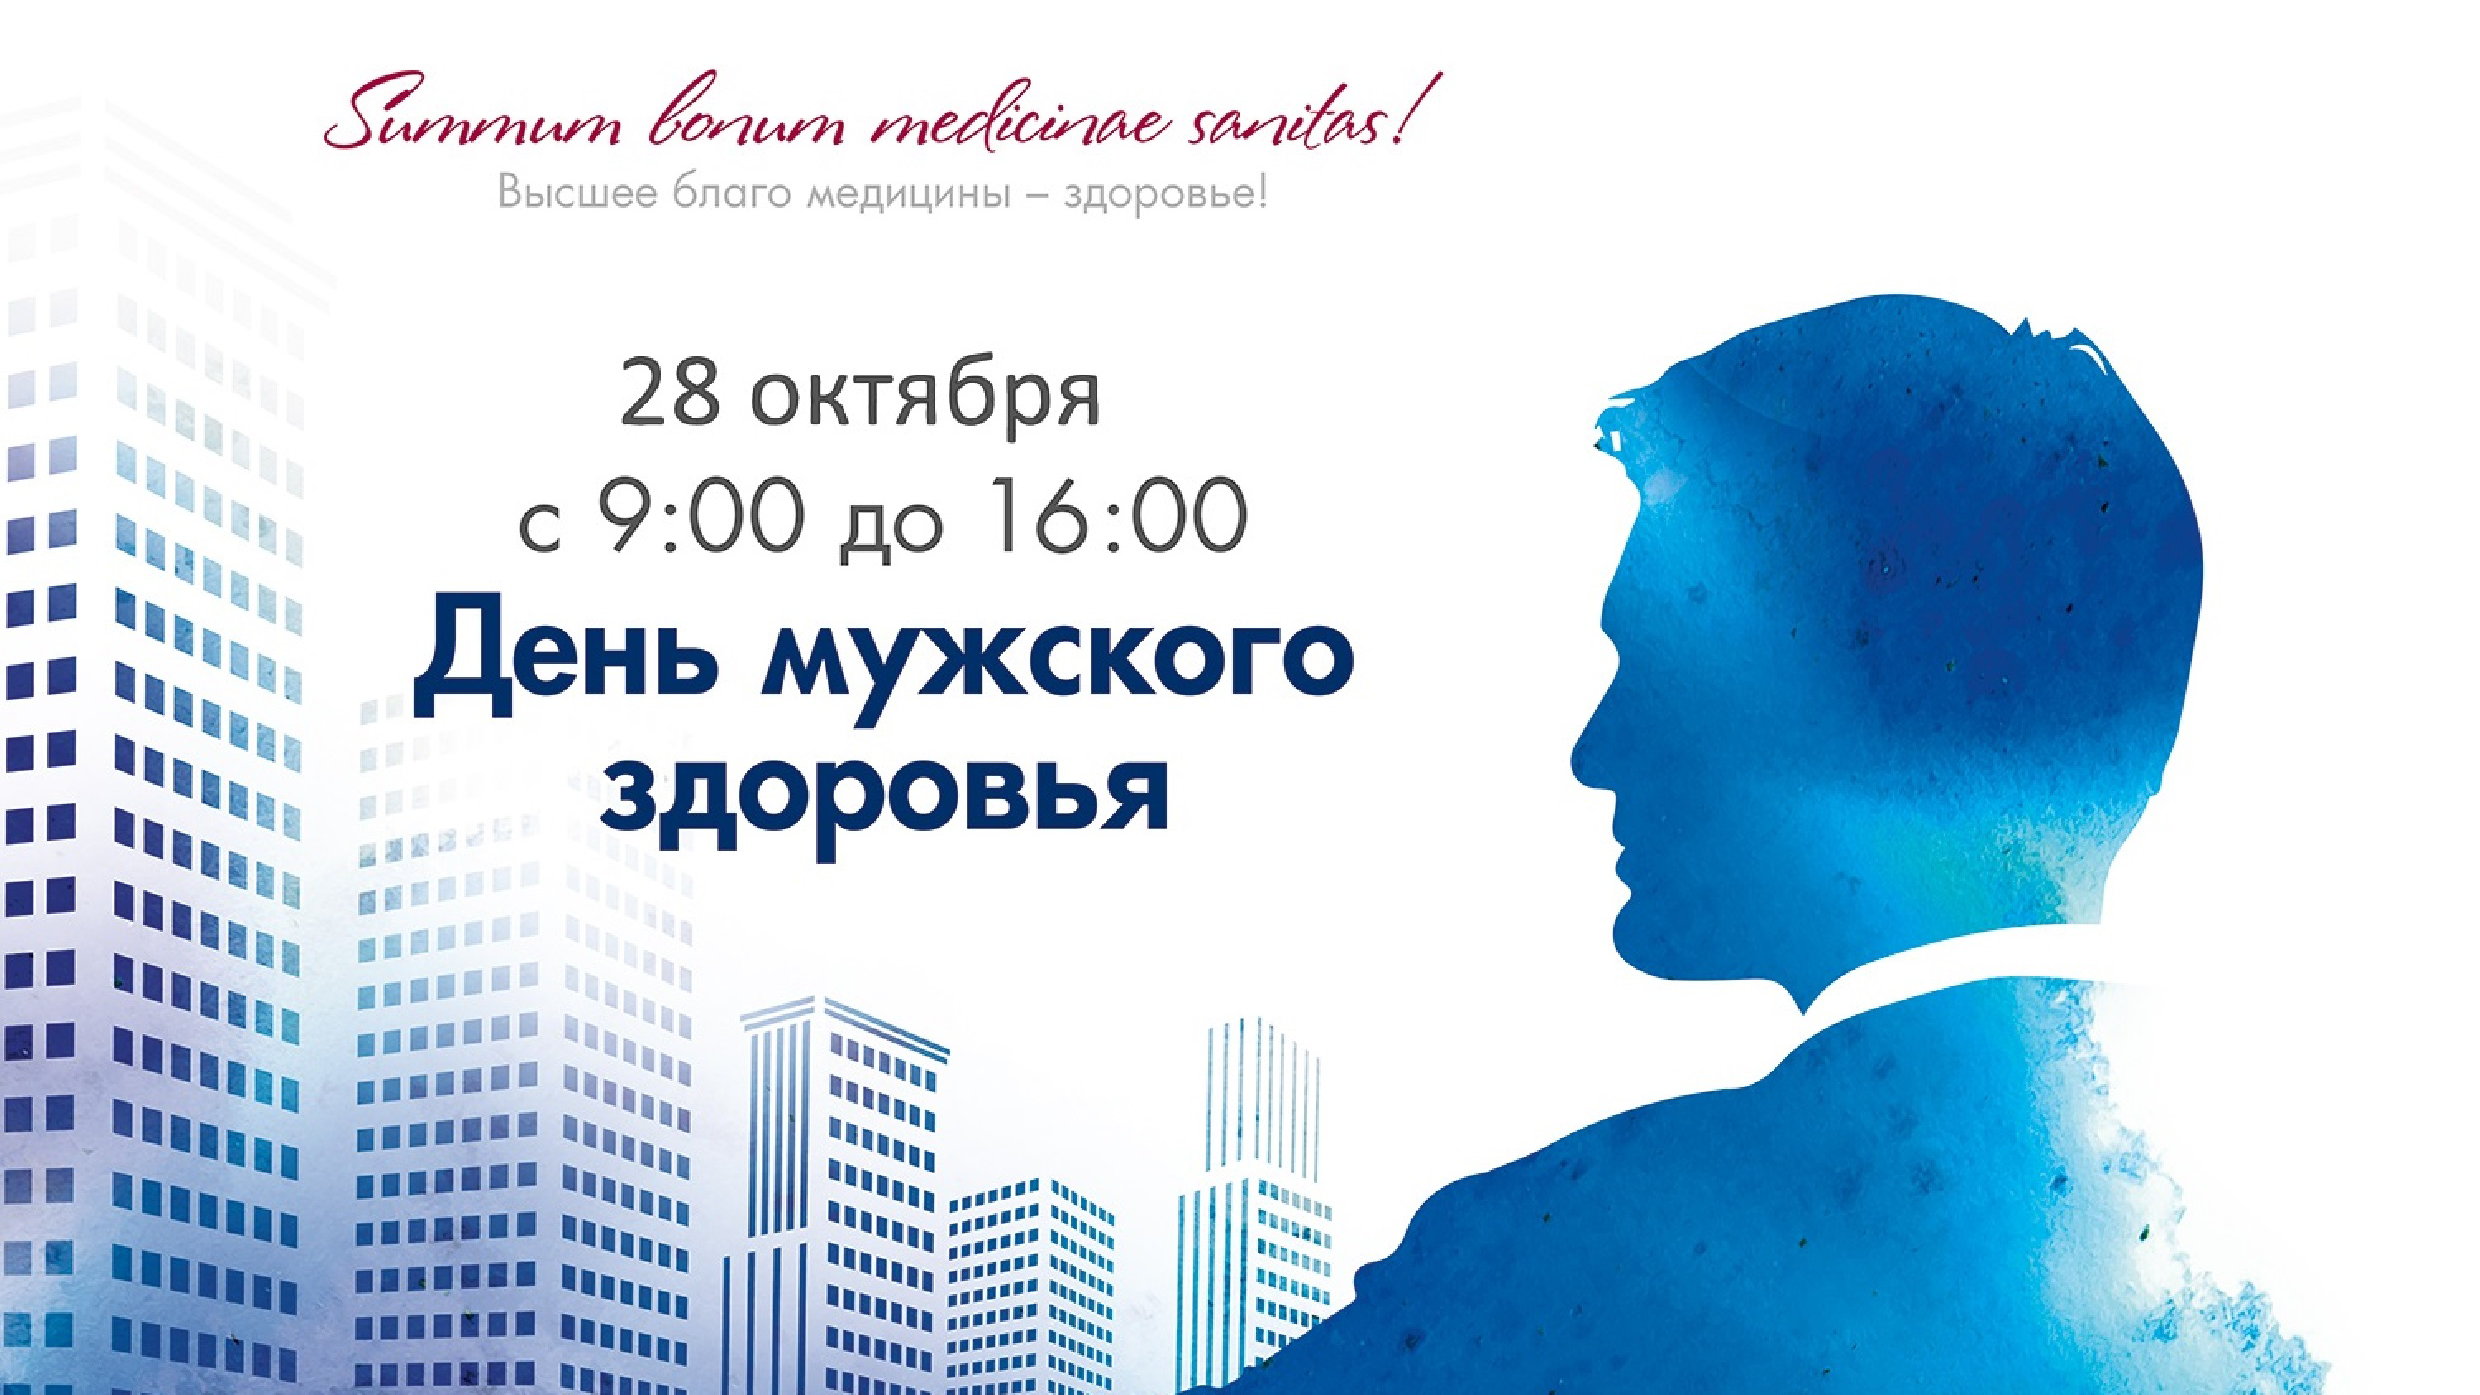 Summum bonum medicinae sanitas!
Высшее благо медицины – здоровье!
28 октября
с 9:00 до 16:00
День мужского
здоровья